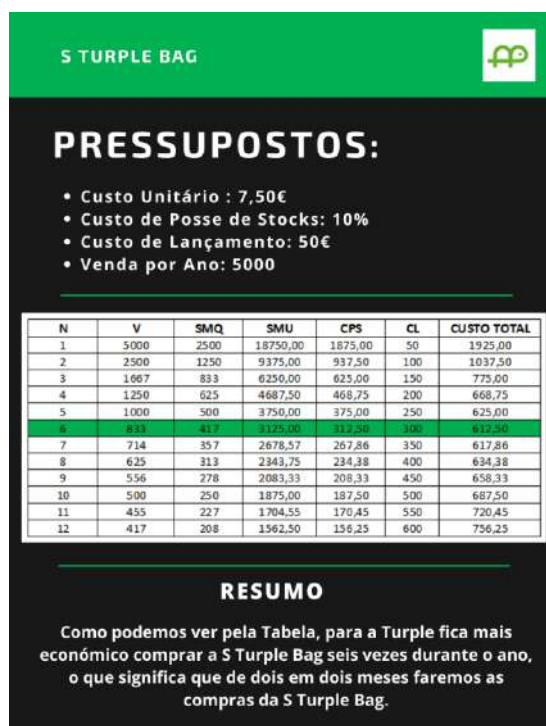 S TURPLE BAG
PRESSUPOSTOS:
• Custo Unitário : 7,50€
• Custo de Posse de Stocks: 10%
• Custo de Lançamento: 50€
• Venda por Ano: 5000
N V SMQ SMU CPS CL CUSTO TOTAL
1 5000 2500 18750,00 1875,00 50 1925,00
2 2500 1250 9375,00 937,50 100 1037,50
3 1667 833 6250,00 625,00 150 775,00
4 1250 625 4687,50 468,75 200 668,75
5 1000 500 3750,00 375,00 250 625,00
6 833 417 3125,00 312,50 300 612,50
7 714 357 2678,57 267,86 350 617,86
8 625 313 2343,75 234,38 400 634,38
9 556 278 2083,33 208,33 450 658,33
10 500 250 1875,00 187,50 500 687,50
11 455 227 1704,55 170,45 550 720,45
12 417 208 1562,50 156,25 600 756,25
RESUMO
Como podemos ver pela Tabela, para a Turple fica mais
económico comprar a S Turple Bag seis vezes durante o ano,
o que significa que de dois em dois meses faremos as
compras da S Turple Bag.